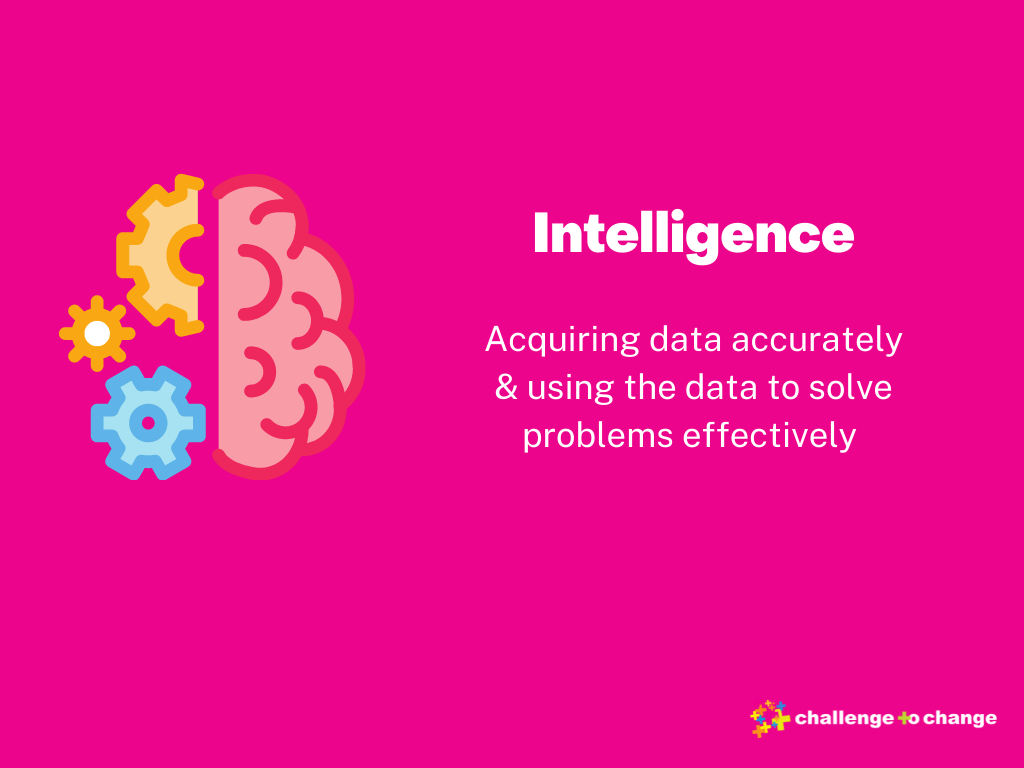 Intelligence
Acquiring data accurately
& using the data to solve
problems effectively
challenge to change